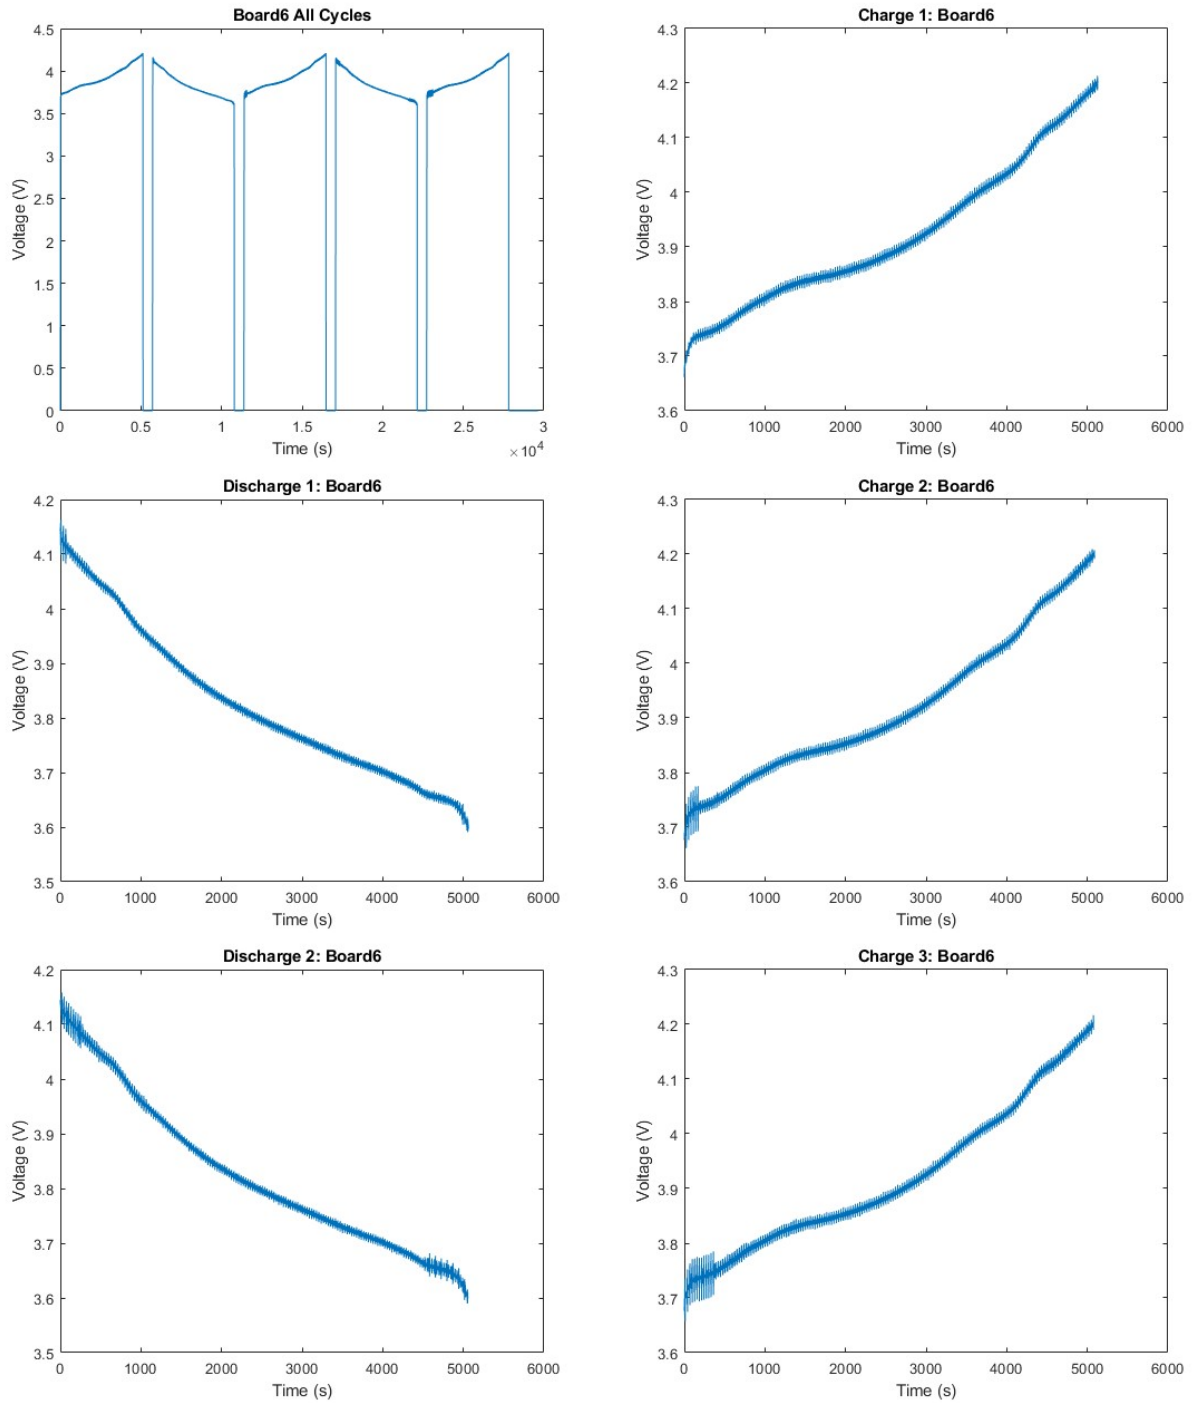 Board6 All Cycles
4.5
4
3.5
3
2.5
2
1.5
1
0.5
0
Voltage (V)
0 0.5 1 1.5 2 2.5 3
Time (s)
×10^4
Charge 1: Board6
4.3
4.2
4.1
4
3.9
3.8
3.7
3.6
Voltage (V)
0 1000 2000 3000 4000 5000 6000
Time (s)
Discharge 1: Board6
4.2
4.1
4
3.9
3.8
3.7
3.6
3.5
Voltage (V)
0 1000 2000 3000 4000 5000 6000
Time (s)
Charge 2: Board6
4.3
4.2
4.1
4
3.9
3.8
3.7
3.6
Voltage (V)
0 1000 2000 3000 4000 5000 6000
Time (s)
Discharge 2: Board6
4.2
4.1
4
3.9
3.8
3.7
3.6
3.5
Voltage (V)
0 1000 2000 3000 4000 5000 6000
Time (s)
Charge 3: Board6
4.3
4.2
4.1
4
3.9
3.8
3.7
3.6
Voltage (V)
0 1000 2000 3000 4000 5000 6000
Time (s)